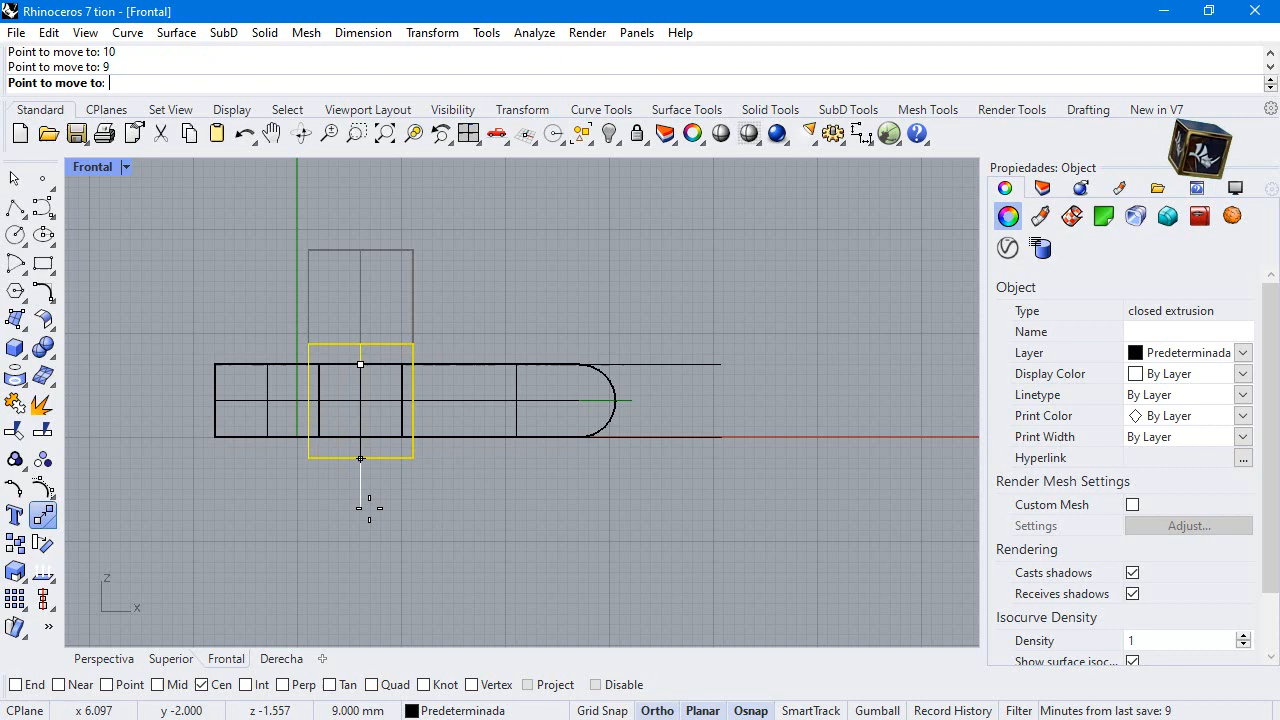 Rhinoceros 7 tion - [Frontal]
File Edit View Curve Surface SubD Solid Mesh Dimension Transform Tools Analyze Render Panels Help
Point to move to: 10
Point to move to: 9
Point to move to:
Standard CPlanes Set View Display Select Viewport Layout Visibility Transform Curve Tools Surface Tools Solid Tools SubD Tools Mesh Tools Render Tools Drafting New in V7
Frontal
Propiedades: Object
Object
Type closed extrusion
Name
Layer Predeterminada
Display Color By Layer
Linetype By Layer
Print Color By Layer
Print Width By Layer
Hyperlink ...
Render Mesh Settings
Custom Mesh
Settings Adjust...
Rendering
Casts shadows
Receives shadows
Isocurve Density
Density 1
Show surface isoc...
z
x
Perspectiva Superior Frontal Derecha
End Near Point Mid Cen Int Perp Tan Quad Knot Vertex Project Disable
CPlane x 6.097 y -2.000 z -1.557 9.000 mm Predeterminada Grid Snap Ortho Planar Osnap SmartTrack Gumball Record History Filter Minutes from last save: 9